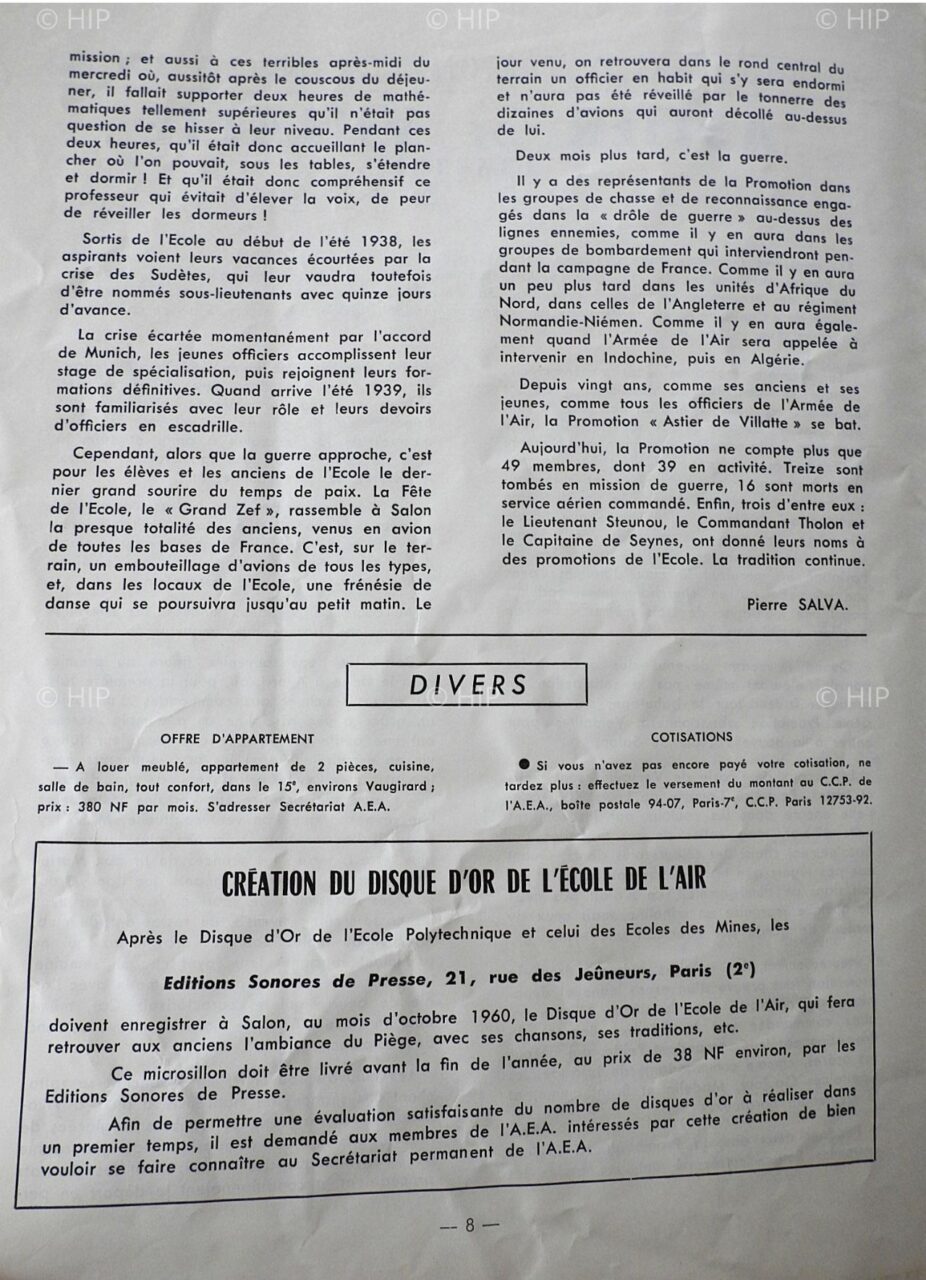 © HIP
© HIP
© HIP
mission ; et aussi à ces terribles après-midi du
mercredi où, aussitôt après le couscous du déjeu-
ner, il fallait supporter deux heures de mathé-
matiques tellement supérieures qu'il n'était pas
question de se hisser à leur niveau. Pendant ces
deux heures, qu'il était donc accueillant le plan-
cher où l'on pouvait, sous les tables, s'étendre
et dormir ! Et qu'il était donc compréhensif ce
professeur qui évitait d'élever la voix, de peur
de réveiller les dormeurs !
Sortis de l'Ecole au début de l'été 1938, les
aspirants voient leurs vacances écourtées par la
crise des Sudètes, qui leur vaudra toutefois
d'être nommés sous-lieutenants avec quinze jours
d'avance.
La crise écartée momentanément par l'accord
de Munich, les jeunes officiers accomplissent leur
stage de spécialisation, puis rejoignent leurs for-
mations définitives. Quand arrive l'été 1939, ils
sont familiarisés avec leur rôle et leurs devoirs
d'officiers en escadrille.
Cependant, alors que la guerre approche, c'est
pour les élèves et les anciens de l'Ecole le der-
nier grand sourire du temps de paix. La Fête
de l'Ecole, le « Grand Zef », rassemble à Salon
la presque totalité des anciens, venus en avion
de toutes les bases de France. C'est, sur le ter-
rain, un embouteillage d'avions de tous les types,
et, dans les locaux de l'Ecole, une frénésie de
danse qui se poursuivra jusqu'au petit matin. Le
jour venu, on retrouvera dans le rond central du
terrain un officier en habit qui s'y sera endormi
et n'aura pas été réveillé par le tonnerre des
dizaines d'avions qui auront décollé au-dessus
de lui.
Deux mois plus tard, c'est la guerre.
Il y a des représentants de la Promotion dans
les groupes de chasse et de reconnaissance enga-
gés dans la « drôle de guerre » au-dessus des
lignes ennemies, comme il y en aura dans les
groupes de bombardement qui interviendront pen-
dant la campagne de France. Comme il y en aura
un peu plus tard dans les unités d'Afrique du
Nord, dans celles de l'Angleterre et au régiment
Normandie-Niémen. Comme il y en aura égale-
ment quand l'Armée de l'Air sera appelée à
intervenir en Indochine, puis en Algérie.
Depuis vingt ans, comme ses anciens et ses
jeunes, comme tous les officiers de l'Armée de
l'Air, la Promotion « Astier de Villatte » se bat.
Aujourd'hui, la Promotion ne compte plus que
49 membres, dont 39 en activité. Treize sont
tombés en mission de guerre, 16 sont morts en
service aérien commandé. Enfin, trois d'entre eux :
le Lieutenant Steunou, le Commandant Tholon et
le Capitaine de Seynes, ont donné leurs noms à
des promotions de l'Ecole. La tradition continue.
Pierre SALVA.
DIVERS
© HIP
© HIP
© HIP
OFFRE D'APPARTEMENT
— A louer meublé, appartement de 2 pièces, cuisine,
salle de bain, tout confort, dans le 15e, environs Vaugirard ;
prix : 380 NF par mois. S'adresser Secrétariat A.E.A.
COTISATIONS
● Si vous n'avez pas encore payé votre cotisation, ne
tardez plus : effectuez le versement du montant au C.C.P. de
l'A.E.A., boîte postale 94-07, Paris-7e, C.C.P. Paris 12753-92.
CRÉATION DU DISQUE D'OR DE L'ÉCOLE DE L'AIR
Après le Disque d'Or de l'Ecole Polytechnique et celui des Ecoles des Mines, les
Editions Sonores de Presse, 21, rue des Jeûneurs, Paris (2e)
doivent enregistrer à Salon, au mois d'octobre 1960, le Disque d'Or de l'Ecole de l'Air, qui fera
retrouver aux anciens l'ambiance du Piège, avec ses chansons, ses traditions, etc.
Ce microsillon doit être livré avant la fin de l'année, au prix de 38 NF environ, par les
Editions Sonores de Presse.
Afin de permettre une évaluation satisfaisante du nombre de disques d'or à réaliser dans
un premier temps, il est demandé aux membres de l'A.E.A. intéressés par cette création de bien
vouloir se faire connaître au Secrétariat permanent de l'A.E.A.
— 8 —